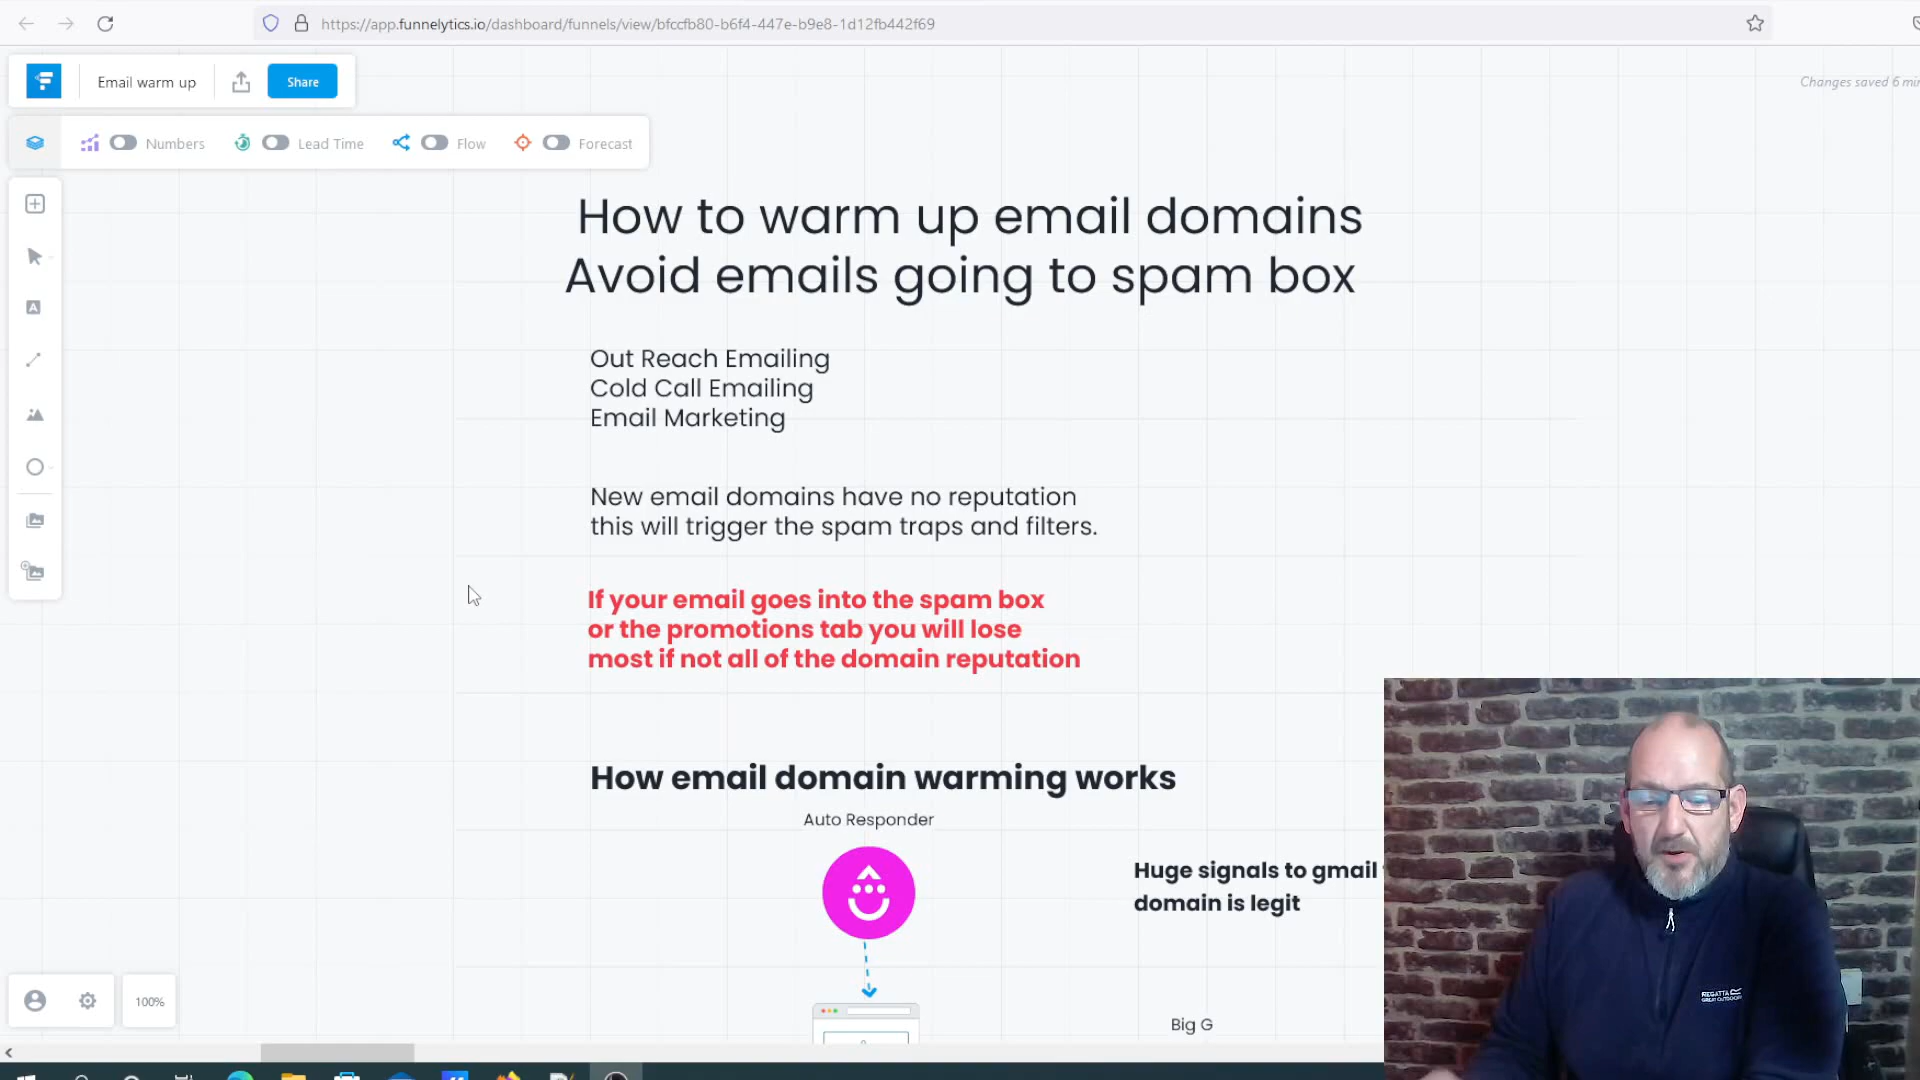 https://app.funnelytics.io/dashboard/funnels/view/bfccfb80-b6f4-447e-b9e8-1d12fb442f69
Email warm up
Share
Changes saved 6 min
Numbers
Lead Time
Flow
Forecast
How to warm up email domains
Avoid emails going to spam box
Out Reach Emailing
Cold Call Emailing
Email Marketing
New email domains have no reputation
this will trigger the spam traps and filters.
If your email goes into the spam box
or the promotions tab you will lose
most if not all of the domain reputation
How email domain warming works
Auto Responder
Huge signals to gmail
domain is legit
Big G
100%
REGATTA
GREAT OUTDOORS